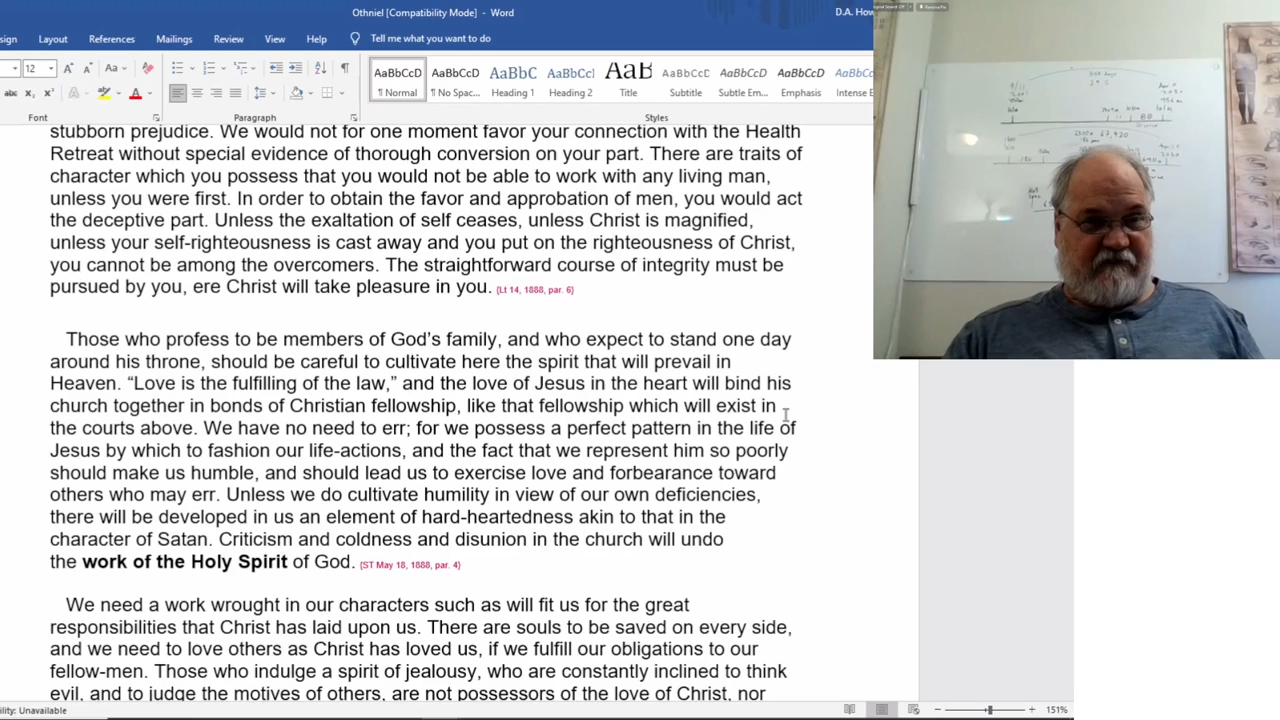 Othniel [Compatibility Mode] - Word
D.A. How
sign Layout References Mailings Review View Help Tell me what you want to do
12 Aa
abc X₂ X² A A
AaBbCcD AaBbCcD AaBbC AaBbCcI AaB AaBbCcD AaBbCcD AaBbCcD AaBbCcD
¶ Normal ¶ No Spac... Heading 1 Heading 2 Title Subtitle Subtle Em... Emphasis Intense E
Font Paragraph Styles
stubborn prejudice. We would not for one moment favor your connection with the Health
Retreat without special evidence of thorough conversion on your part. There are traits of
character which you possess that you would not be able to work with any living man,
unless you were first. In order to obtain the favor and approbation of men, you would act
the deceptive part. Unless the exaltation of self ceases, unless Christ is magnified,
unless your self-righteousness is cast away and you put on the righteousness of Christ,
you cannot be among the overcomers. The straightforward course of integrity must be
pursued by you, ere Christ will take pleasure in you. (Lt 14, 1888, par. 6)
Those who profess to be members of God’s family, and who expect to stand one day
around his throne, should be careful to cultivate here the spirit that will prevail in
Heaven. “Love is the fulfilling of the law,” and the love of Jesus in the heart will bind his
church together in bonds of Christian fellowship, like that fellowship which will exist in
the courts above. We have no need to err; for we possess a perfect pattern in the life of
Jesus by which to fashion our life-actions, and the fact that we represent him so poorly
should make us humble, and should lead us to exercise love and forbearance toward
others who may err. Unless we do cultivate humility in view of our own deficiencies,
there will be developed in us an element of hard-heartedness akin to that in the
character of Satan. Criticism and coldness and disunion in the church will undo
the work of the Holy Spirit of God. (ST May 18, 1888, par. 4)
We need a work wrought in our characters such as will fit us for the great
responsibilities that Christ has laid upon us. There are souls to be saved on every side,
and we need to love others as Christ has loved us, if we fulfill our obligations to our
fellow-men. Those who indulge a spirit of jealousy, who are constantly inclined to think
evil, and to judge the motives of others, are not possessors of the love of Christ, nor
ility: Unavailable
151%